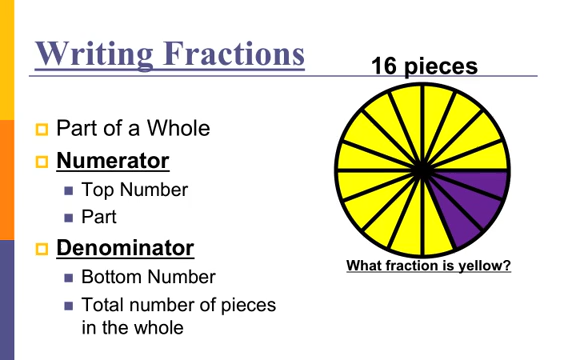 Writing Fractions
16 pieces
Part of a Whole
Numerator
Top Number
Part
Denominator
Bottom Number
Total number of pieces
in the whole
What fraction is yellow?